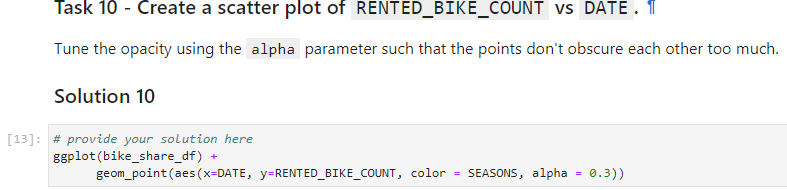 Task 10 - Create a scatter plot of RENTED_BIKE_COUNT vs DATE. ¶
Tune the opacity using the alpha parameter such that the points don't obscure each other too much.
Solution 10
[13]: # provide your solution here
ggplot(bike_share_df) +
geom_point(aes(x=DATE, y=RENTED_BIKE_COUNT, color = SEASONS, alpha = 0.3))